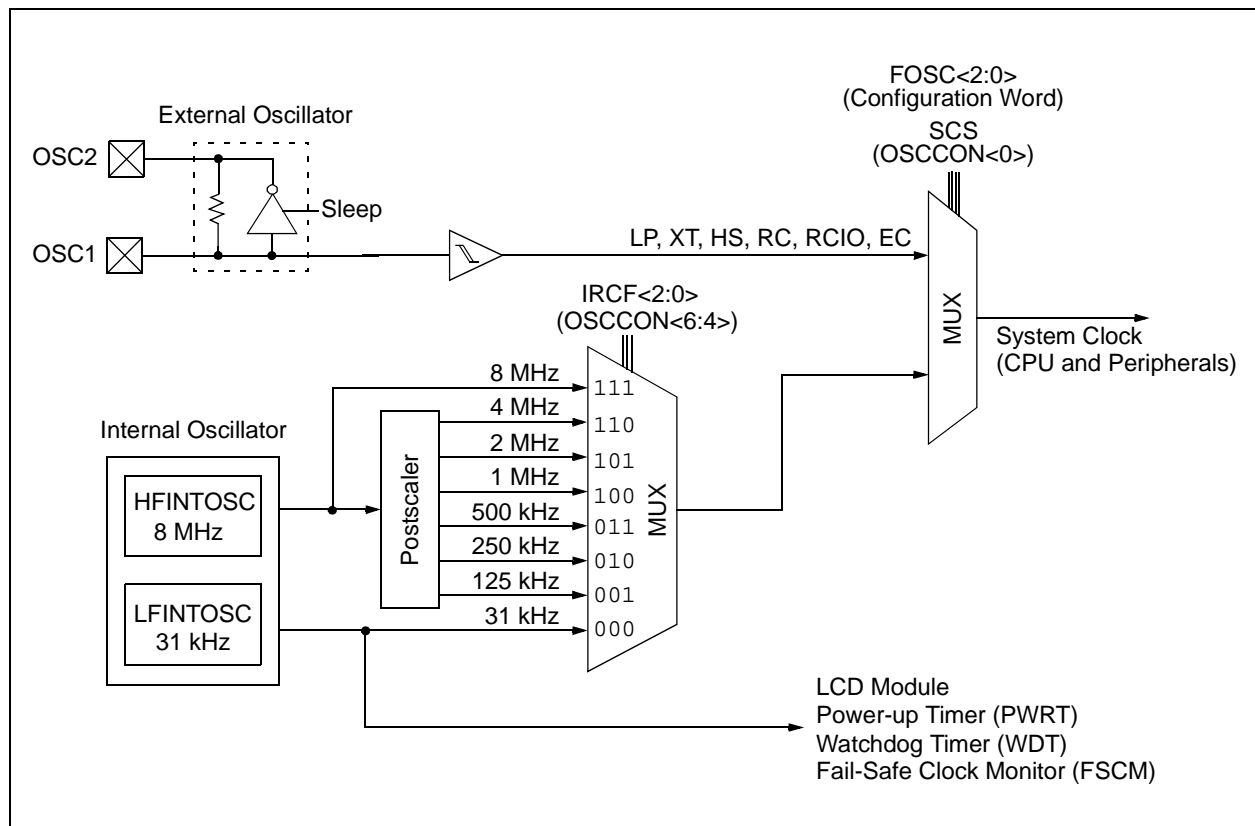 FOSC<2:0>
(Configuration Word)
SCS
(OSCCON<0>)
External Oscillator
OSC2
Sleep
OSC1
LP, XT, HS, RC, RCIO, EC
IRCF<2:0>
(OSCCON<6:4>)
MUX
System Clock
(CPU and Peripherals)
8 MHz
111
4 MHz
110
Internal Oscillator
2 MHz
101
1 MHz
100
HFINTOSC
8 MHz
Postscaler
500 kHz
011
MUX
250 kHz
010
125 kHz
001
LFINTOSC
31 kHz
31 kHz
000
LCD Module
Power-up Timer (PWRT)
Watchdog Timer (WDT)
Fail-Safe Clock Monitor (FSCM)